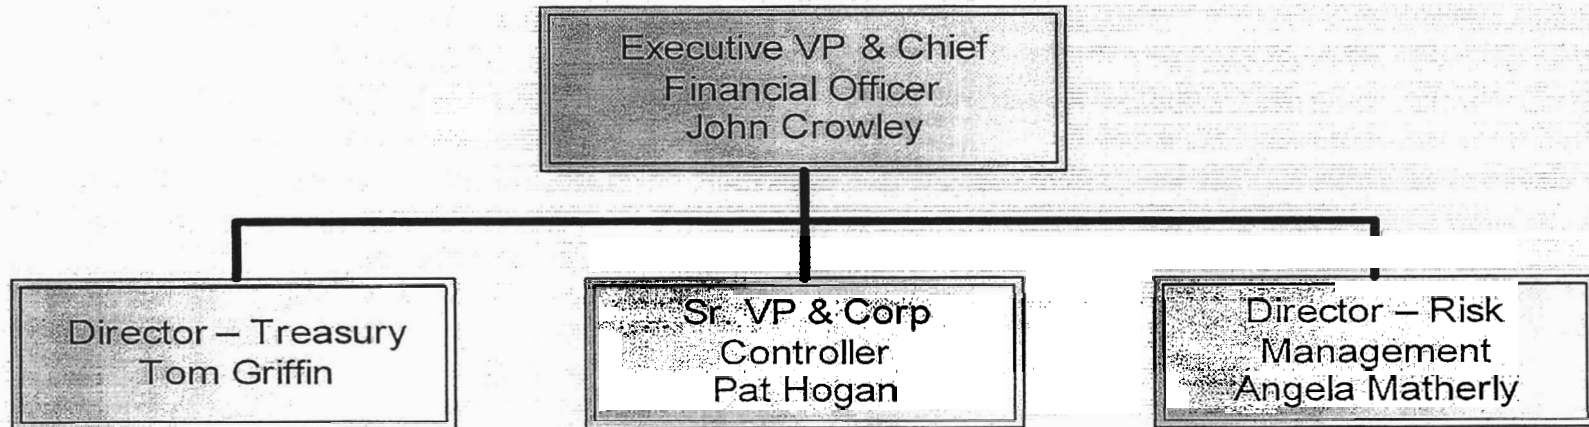 Executive VP & Chief
Financial Officer
John Crowley
Director – Treasury
Tom Griffin
Sr. VP & Corp
Controller
Pat Hogan
Director – Risk
Management
Angela Matherly